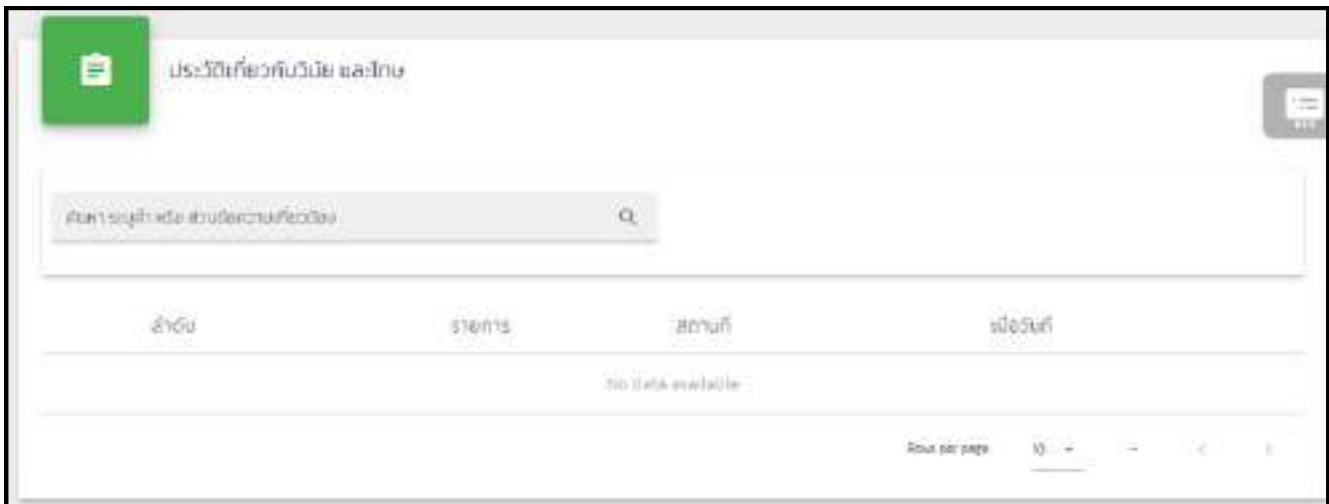 ประวัติเกี่ยวกับวินัย และโทษ
ค้นหา ระบุคำ หรือ ส่วนข้อความเกี่ยวข้อง
ลำดับ รายการ สถานที่ เมื่อวันที่
No data available
Rows per page 10 -